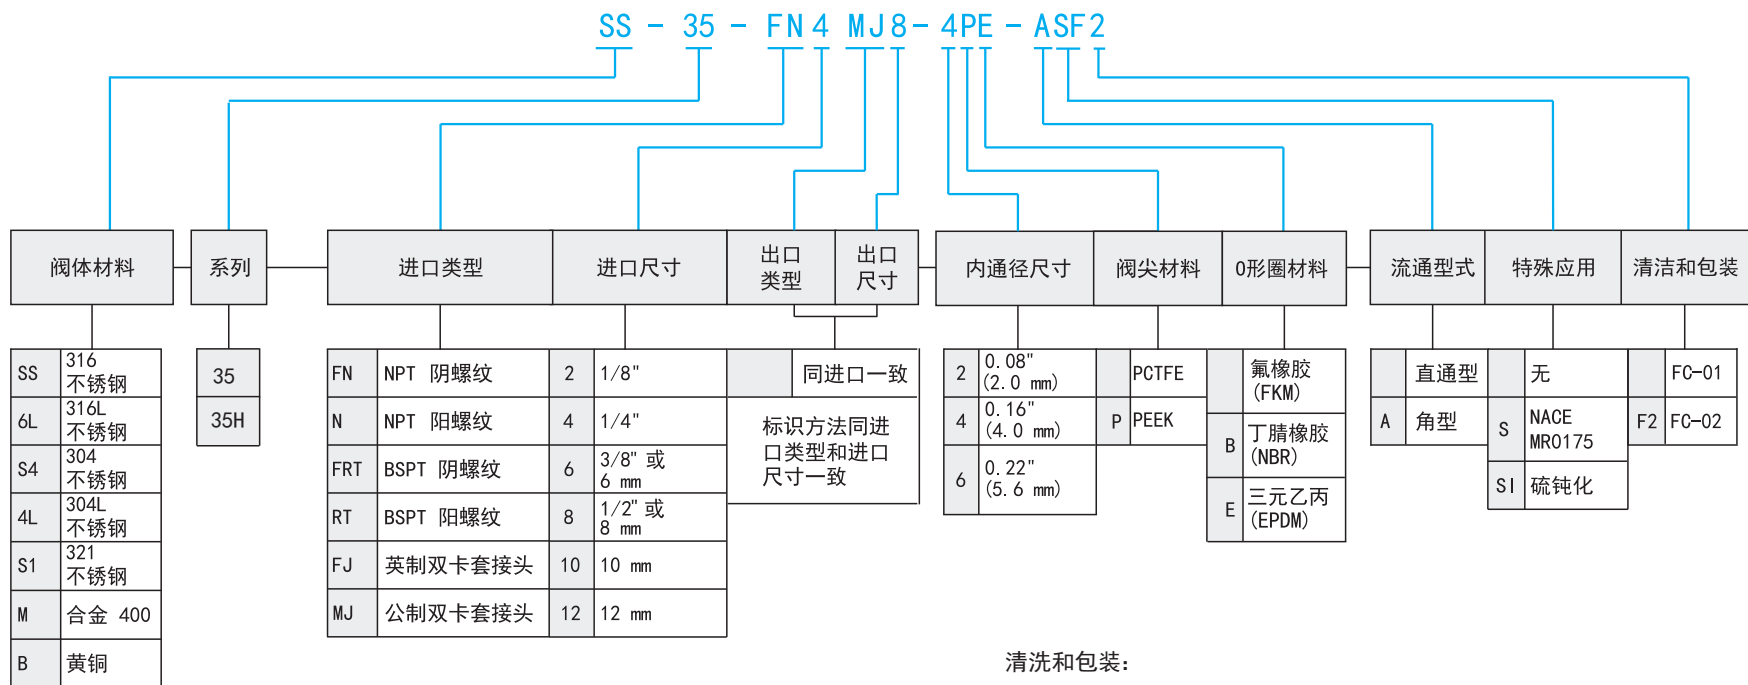 SS - 35 - FN4 MJ8-4PE-ASF2
阀体材料
系列
进口类型
进口尺寸
出口
类型
出口
尺寸
内通径尺寸
阀尖材料
O形圈材料
流通型式
特殊应用
清洁和包装
SS
316
不锈钢
6L
316L
不锈钢
S4
304
不锈钢
4L
304L
不锈钢
S1
321
不锈钢
M
合金 400
B
黄铜
35
35H
FN
NPT 阴螺纹
N
NPT 阳螺纹
FRT
BSPT 阴螺纹
RT
BSPT 阳螺纹
FJ
英制双卡套接头
MJ
公制双卡套接头
2
1/8"
4
1/4"
6
3/8" 或
6 mm
8
1/2" 或
8 mm
10
10 mm
12
12 mm
同进口一致
标识方法同进
口类型和进口
尺寸一致
2
0.08"
(2.0 mm)
4
0.16"
(4.0 mm)
6
0.22"
(5.6 mm)
PCTFE
P
PEEK
氟橡胶
(FKM)
B
丁腈橡胶
(NBR)
E
三元乙丙
(EPDM)
直通型
A
角型
无
S
NACE
MR0175
SI
硫钝化
FC-01
F2
FC-02
清洗和包装: